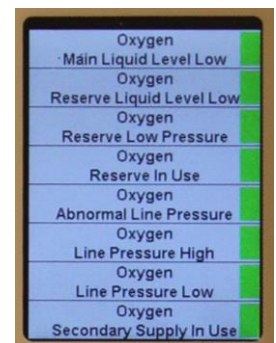 Oxygen
Main Liquid Level Low
Oxygen
Reserve Liquid Level Low
Oxygen
Reserve Low Pressure
Oxygen
Reserve In Use
Oxygen
Abnormal Line Pressure
Oxygen
Line Pressure High
Oxygen
Line Pressure Low
Oxygen
Secondary Supply In Use